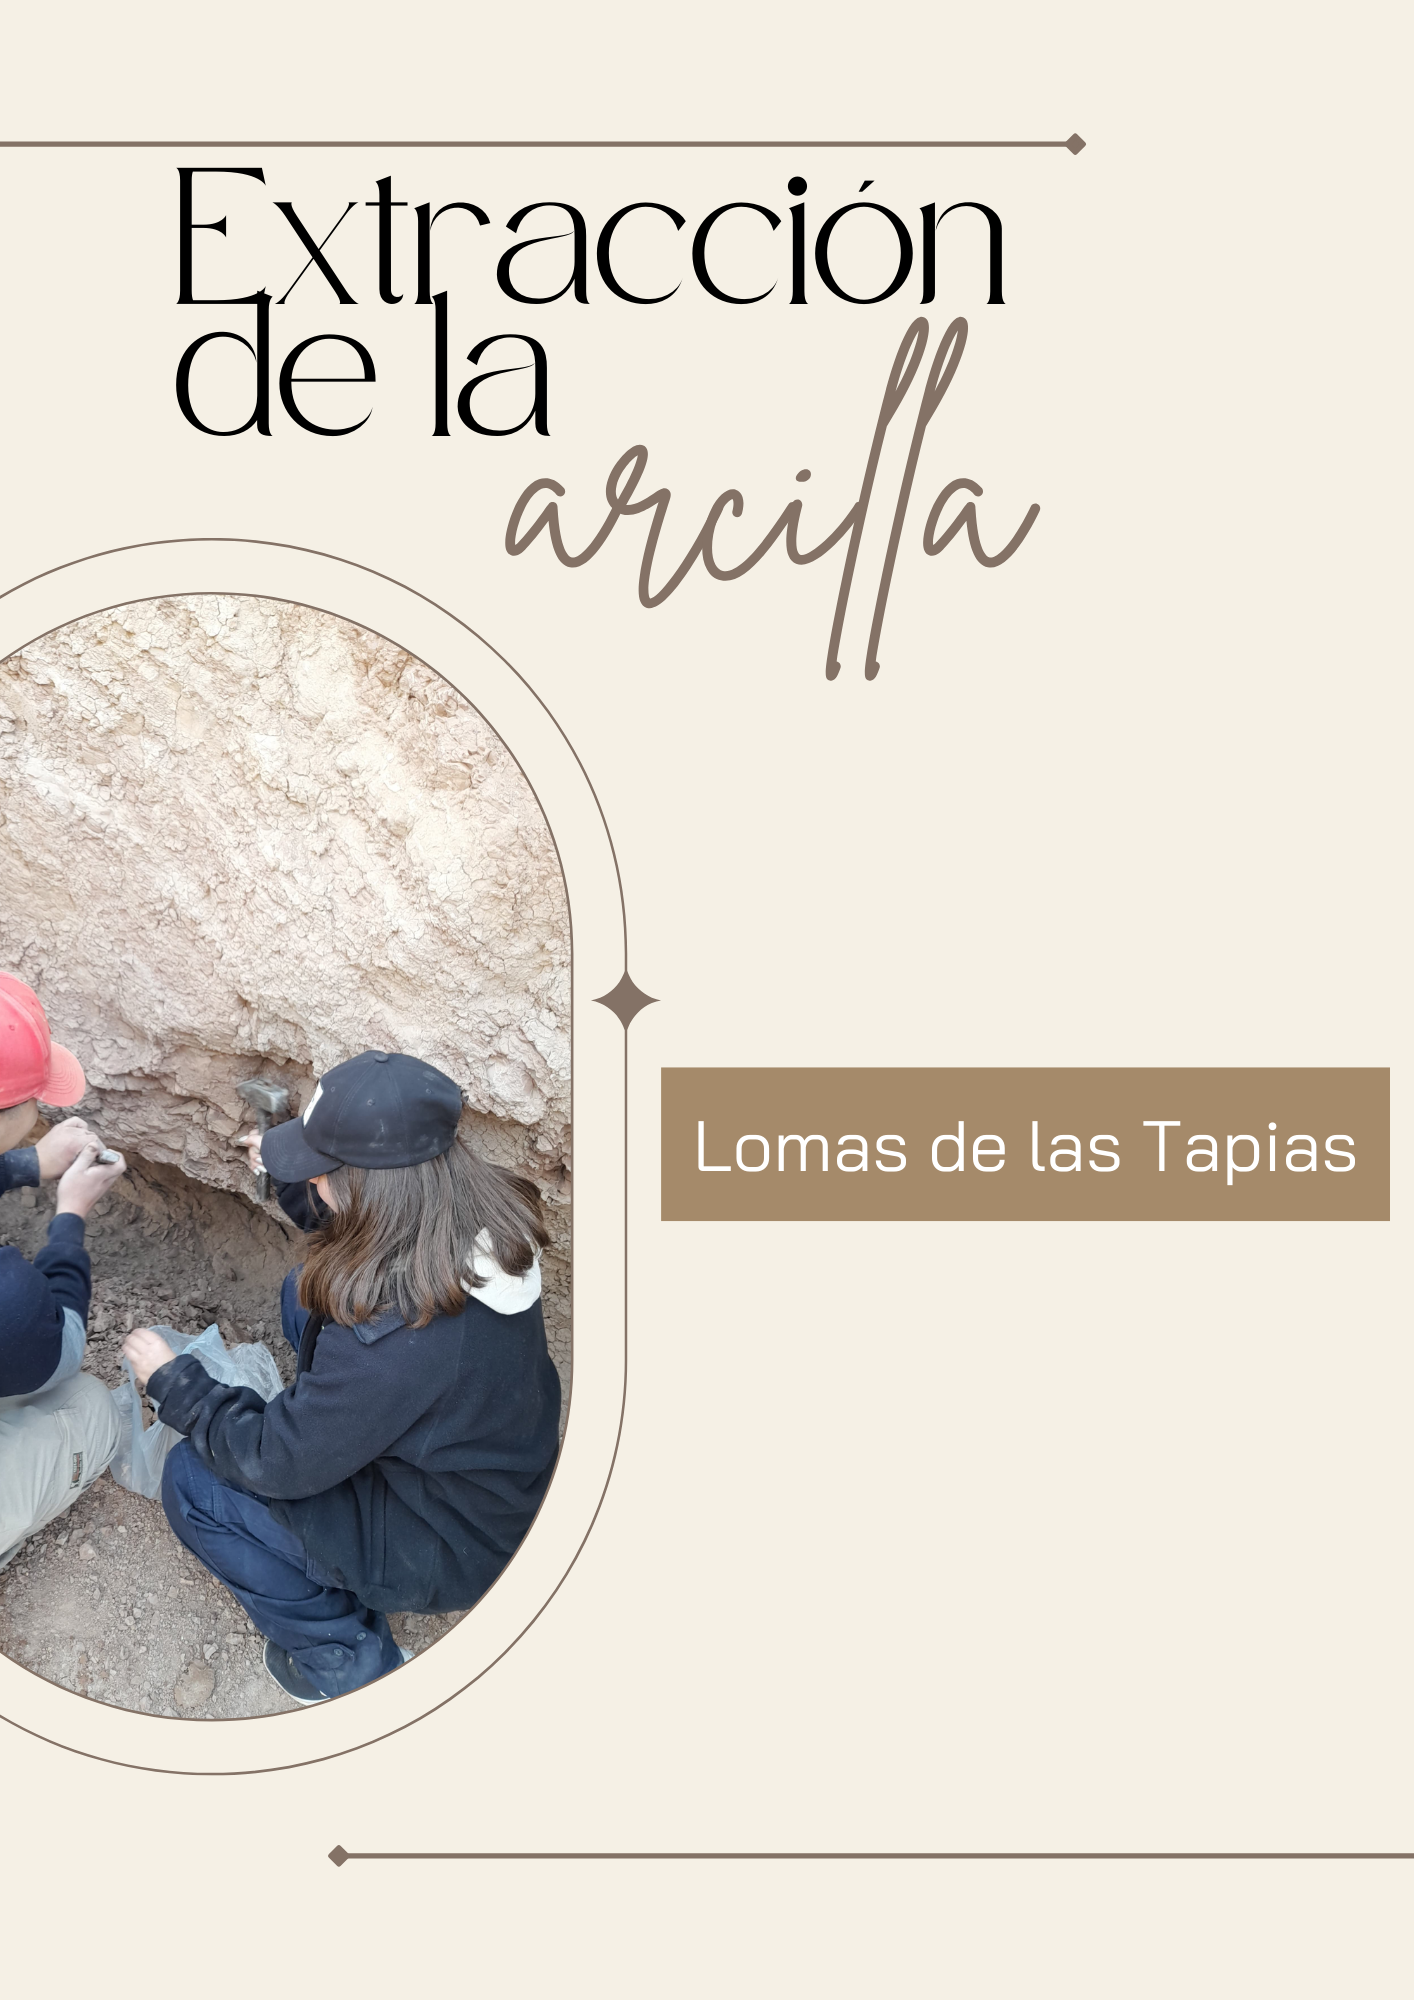 Extracción
de la
arcilla
Lomas de las Tapias